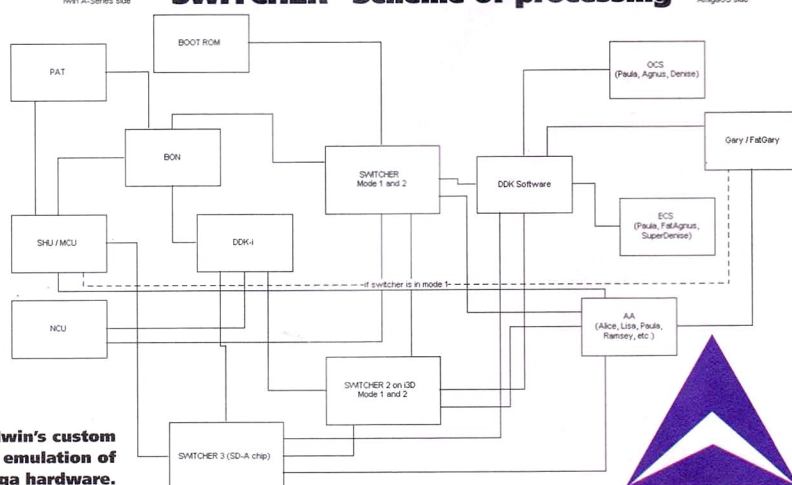 Iwin A-Series side
SWITCHER - Scheme of processing
AmigaOS side
BOOT ROM
PAT
OCS
(Paula, Agnus, Denise)
Gary / FatGary
BON
SWITCHER
Mode 1 and 2
DDK Software
ECS
(Paula, FatAgnus,
SuperDenise)
SHU / MCU
DDK-i
if switcher is in mode 1
NCU
AA
(Alice, Lisa, Paula,
Ramsey, etc.)
SWITCHER 2 on i3D
Mode 1 and 2
SWITCHER 3 (SD-A chip)
win's custom
emulation of
ga hardware.